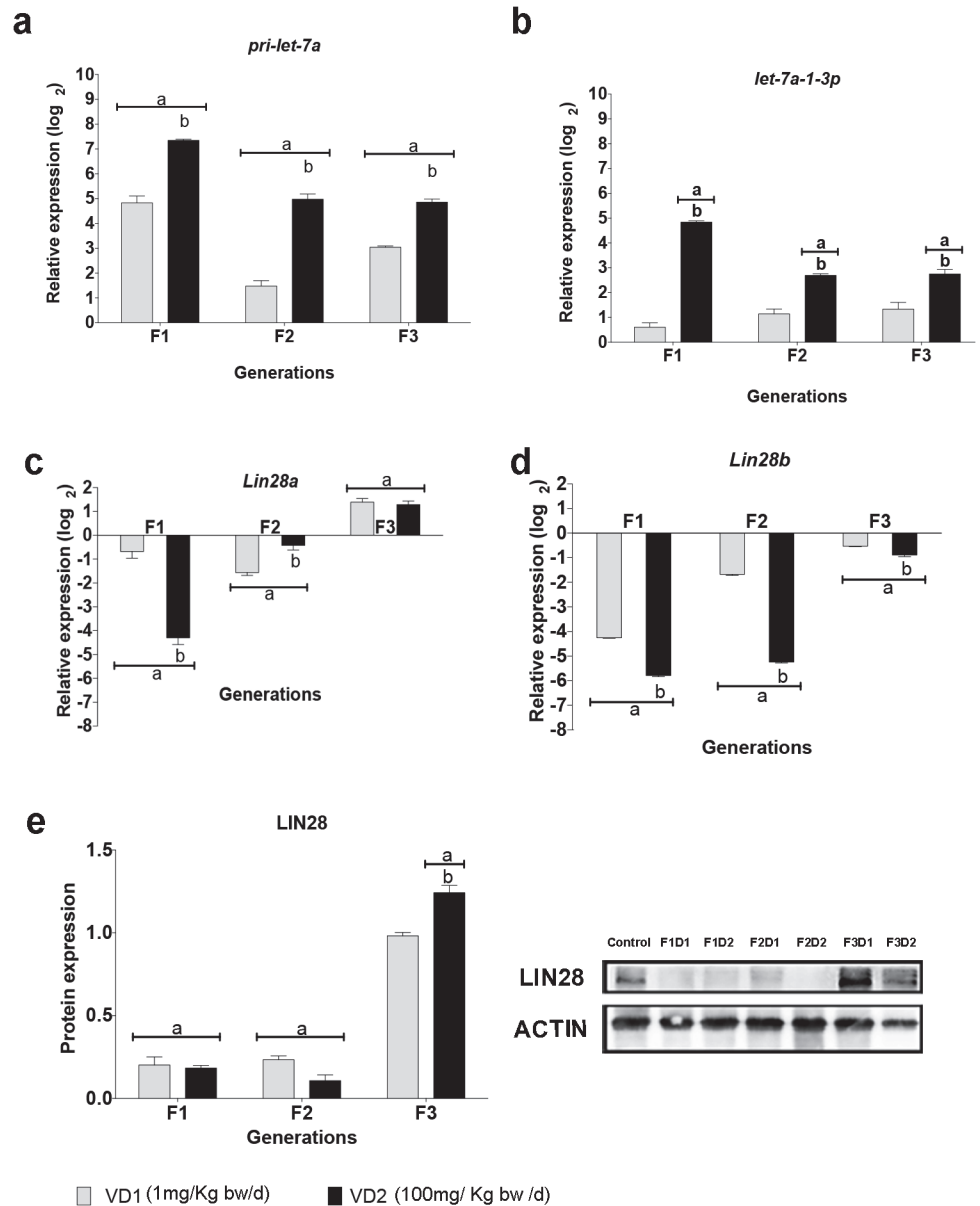 a
pri-let-7a
Relative expression (log 2)
10
9
8
7
6
5
4
3
2
1
0
a
b
a
b
a
b
F1 F2 F3
Generations
b
let-7a-1-3p
Relative expression (log 2)
10
9
8
7
6
5
4
3
2
1
0
a
b
a
b
a
b
F1 F2 F3
Generations
c
Lin28a
Relative expression (log 2)
2
1
0
-1
-2
-3
-4
-5
-6
-7
-8
F1 F2 F3
b
a
b
a
a
Generations
d
Lin28b
Relative expression (log 2)
2
1
0
-1
-2
-3
-4
-5
-6
-7
-8
F1 F2 F3
b
a
b
a
b
a
Generations
e
LIN28
Protein expression
1.5
1.0
0.5
0.0
a
a
a
b
F1 F2 F3
Generations
Control F1D1 F1D2 F2D1 F2D2 F3D1 F3D2
LIN28
ACTIN
VD1 (1mg/Kg bw/d) VD2 (100mg/ Kg bw /d)